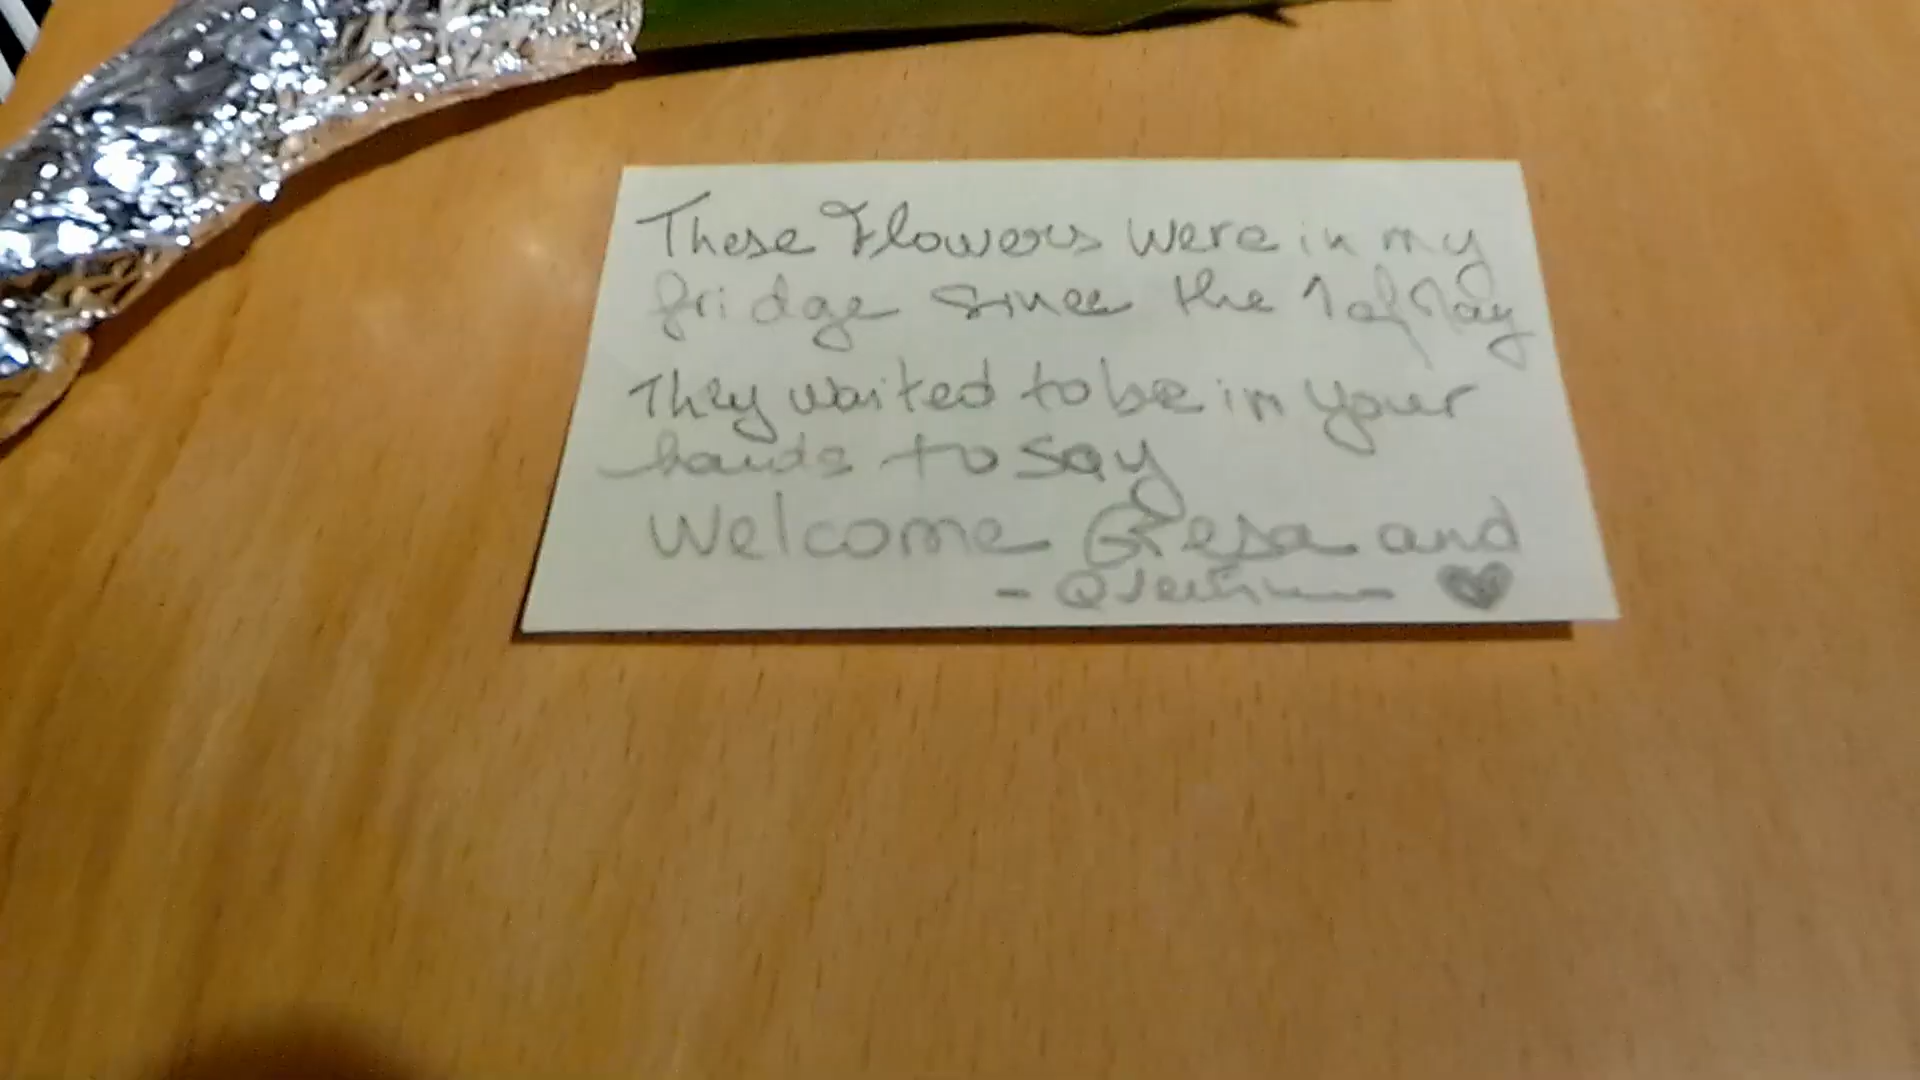 These Flowers were in my
fridge since the 1 of May
They waited to be in your
hands to say
Welcome and